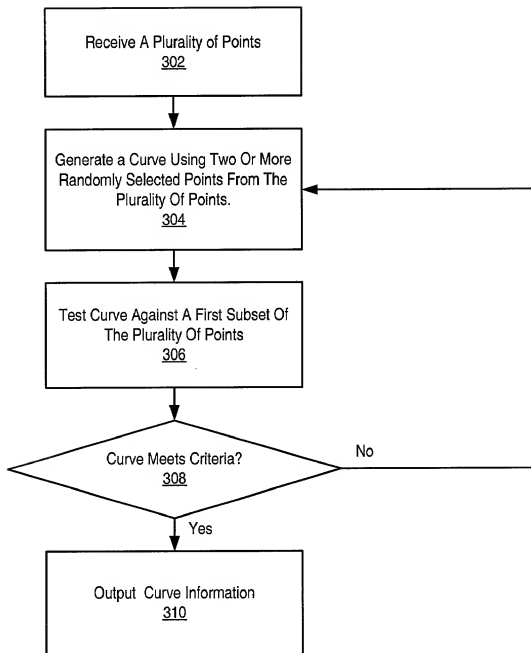 Receive A Plurality of Points
302
Generate a Curve Using Two Or More
Randomly Selected Points From The
Plurality Of Points.
304
Test Curve Against A First Subset Of
The Plurality Of Points
306
Curve Meets Criteria?
308
No
Yes
Output Curve Information
310